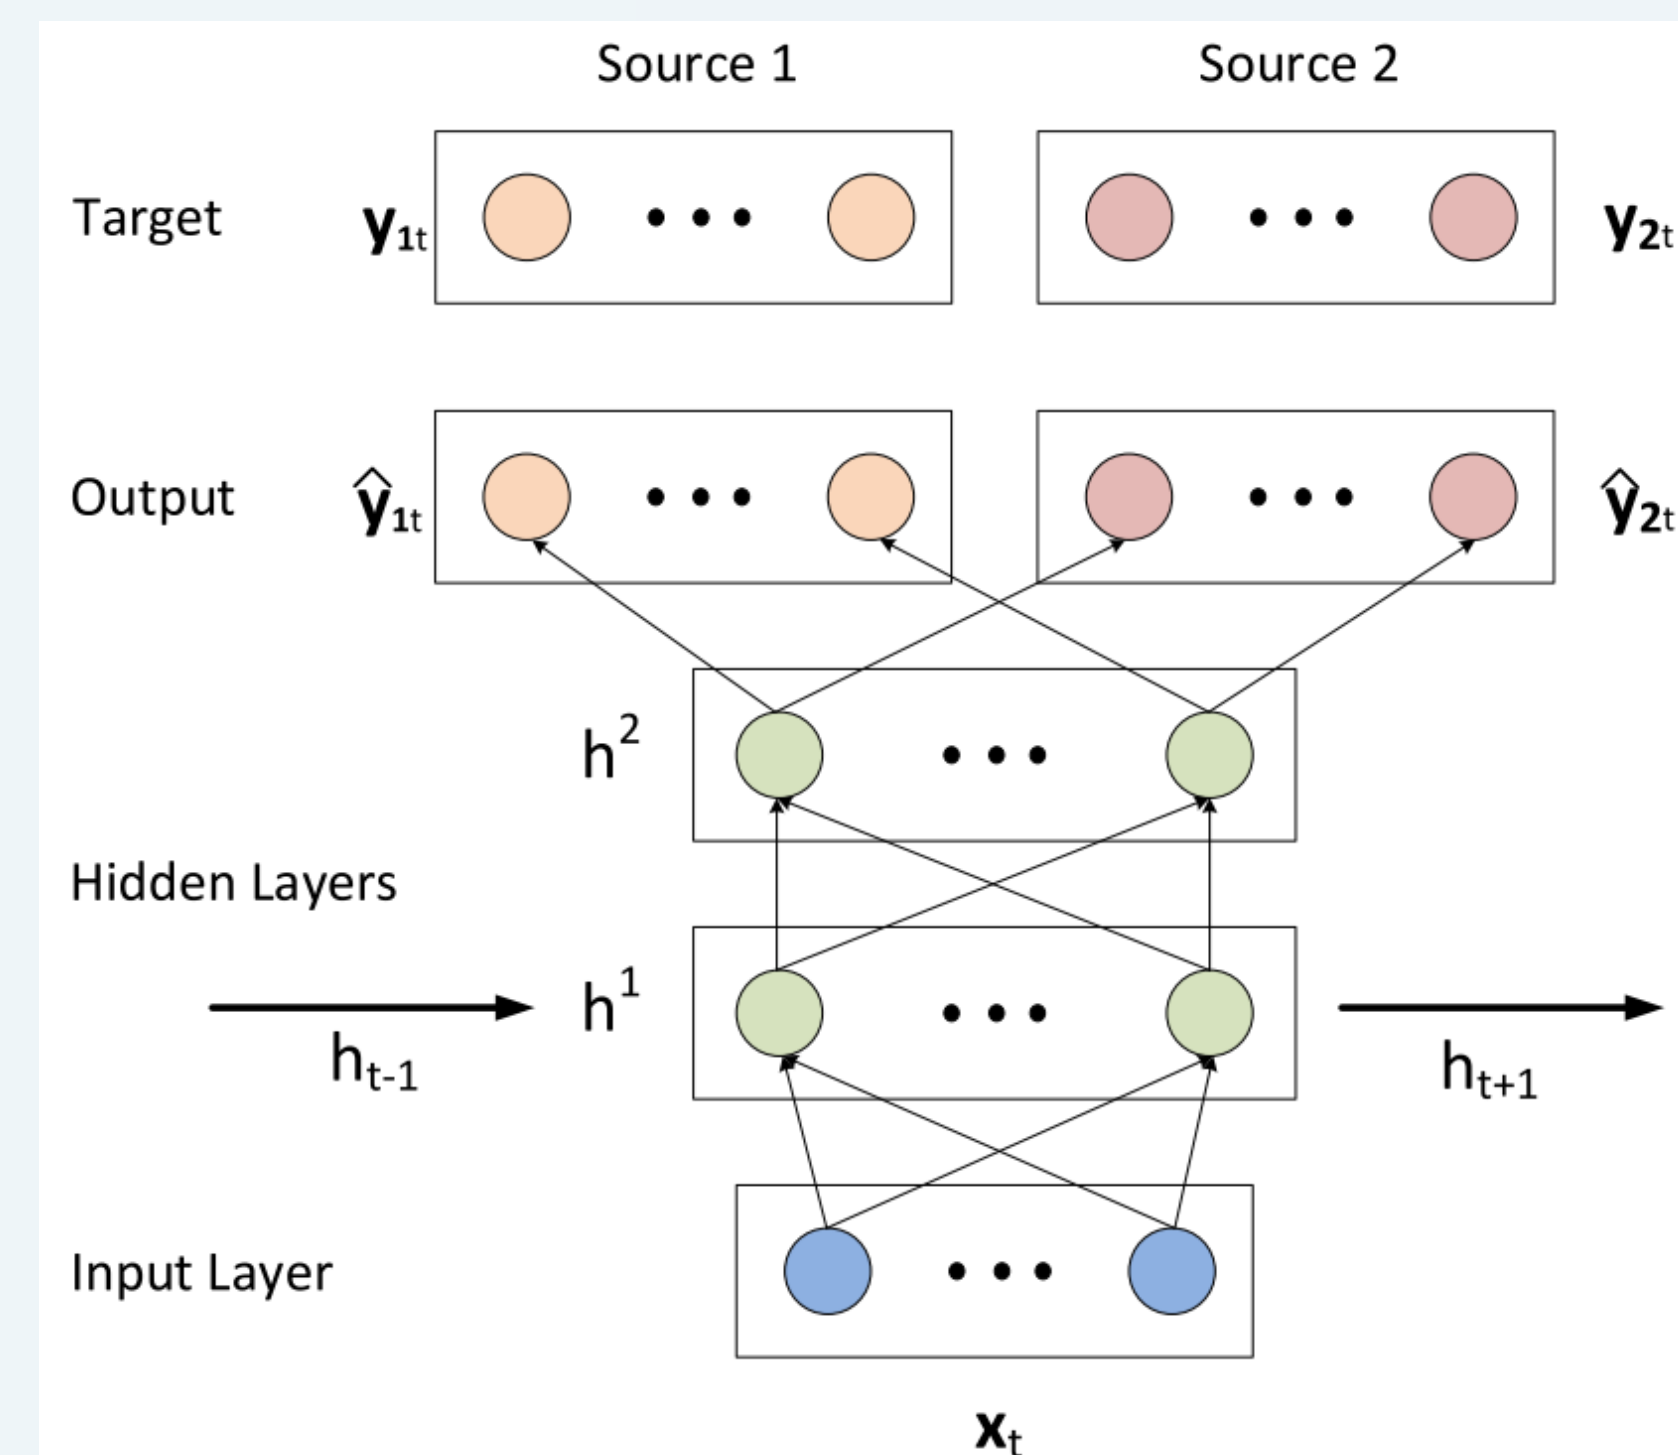 Source 1 Source 2
Target y₁t y₂t
Output ŷ₁t ŷ₂t
h²
Hidden Layers
h¹
hₜ₋₁ hₜ₊₁
Input Layer
xₜ